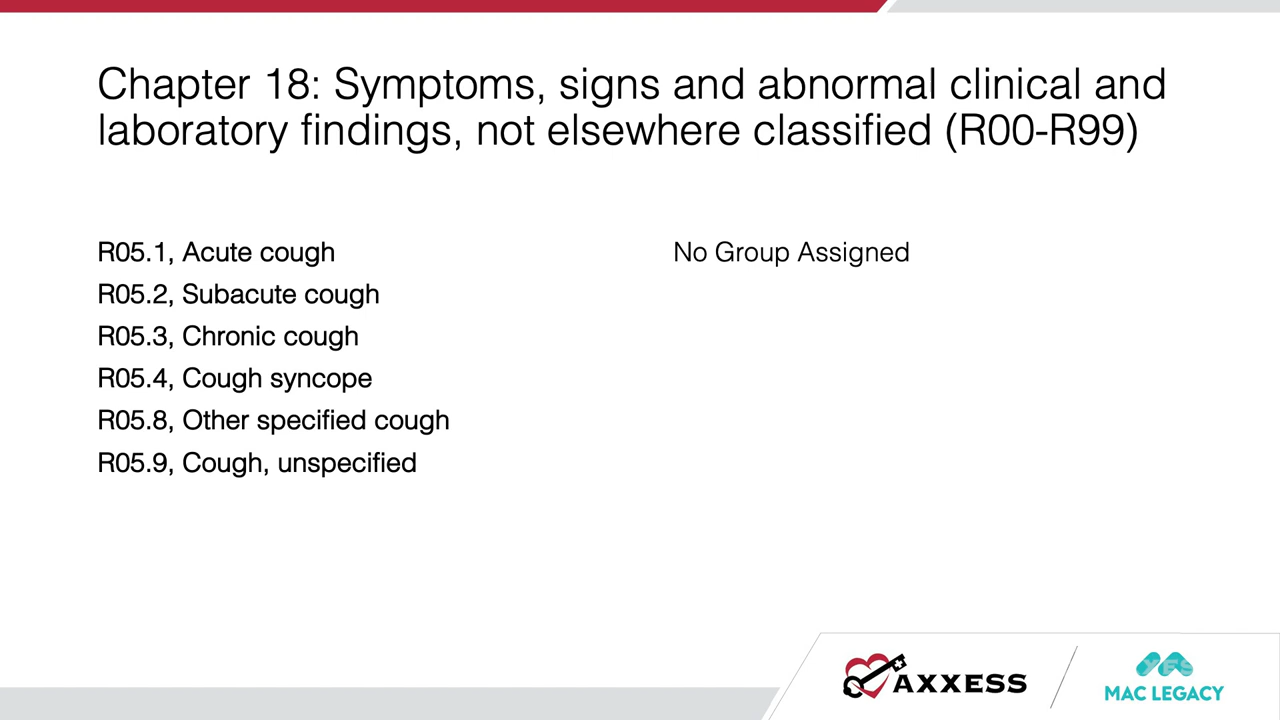 Chapter 18: Symptoms, signs and abnormal clinical and
laboratory findings, not elsewhere classified (R00-R99)
R05.1, Acute cough
R05.2, Subacute cough
R05.3, Chronic cough
R05.4, Cough syncope
R05.8, Other specified cough
R05.9, Cough, unspecified
No Group Assigned
AXXESS
MAC LEGACY